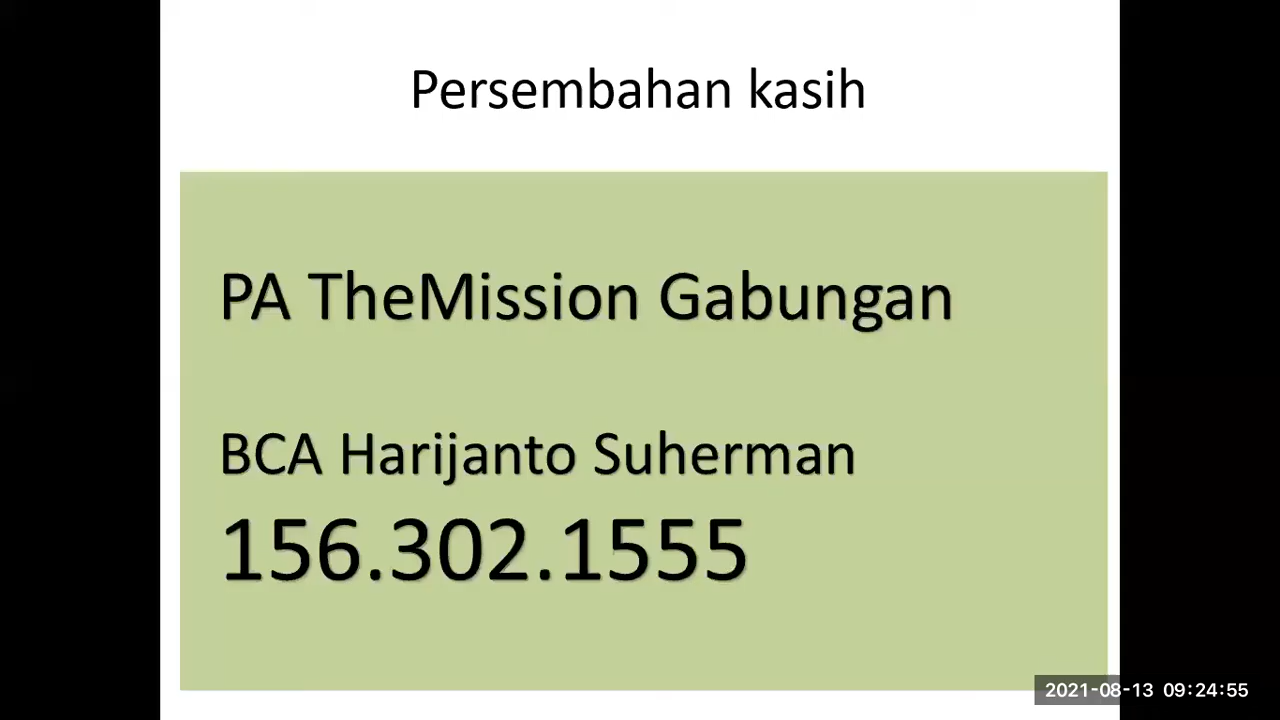 Persembahan kasih
PA TheMission Gabungan
BCA Harijanto Suherman
156.302.1555
2021-08-13 09:24:55